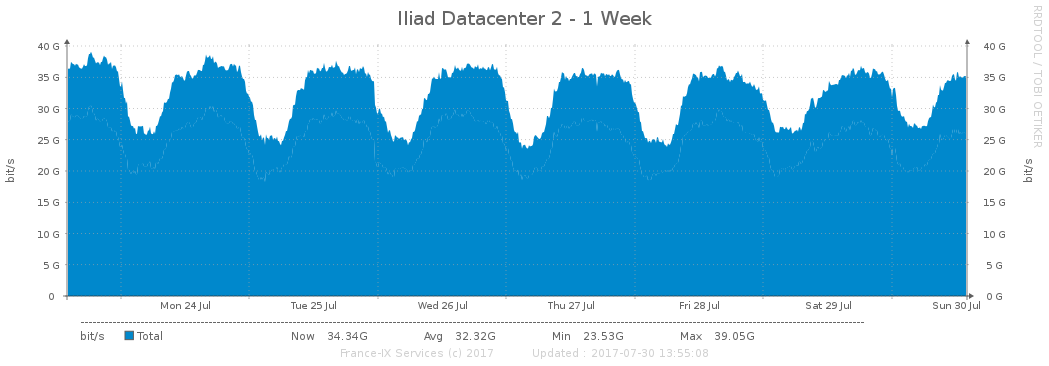 Iliad Datacenter 2 - 1 Week
RRDTOOL / TOBI OETIKER
bit/s
40 G 40 G
35 G 35 G
30 G 30 G
25 G 25 G
20 G 20 G
15 G 15 G
10 G 10 G
5 G 5 G
0 0 G
bit/s
Mon 24 Jul Tue 25 Jul Wed 26 Jul Thu 27 Jul Fri 28 Jul Sat 29 Jul Sun 30 Jul
bit/s Total Now 34.34G Avg 32.32G Min 23.53G Max 39.05G
France-IX Services (c) 2017 Updated : 2017-07-30 13:55:08